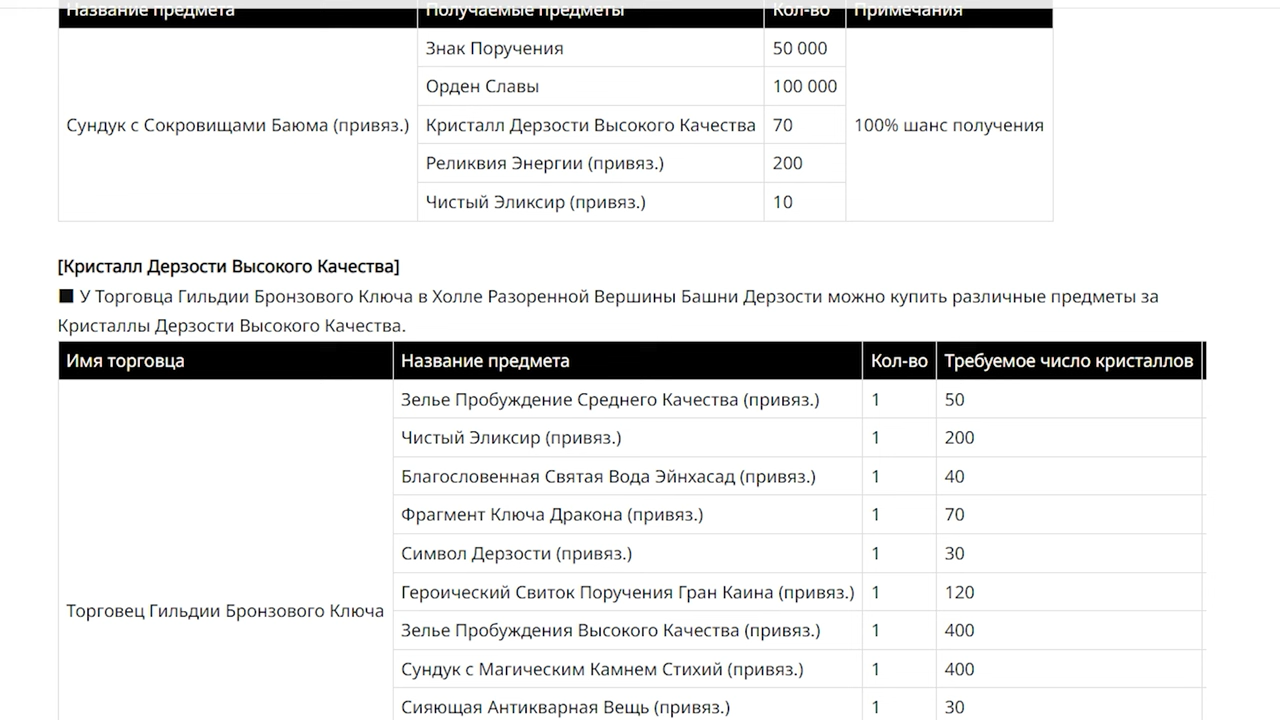 Название предмета Получаемые предметы Кол-во Примечания
Знак Поручения 50 000
Орден Славы 100 000
Сундук с Сокровищами Баюма (привяз.) Кристалл Дерзости Высокого Качества 70 100% шанс получения
Реликвия Энергии (привяз.) 200
Чистый Эликсир (привяз.) 10
[Кристалл Дерзости Высокого Качества]
■ У Торговца Гильдии Бронзового Ключа в Холле Разоренной Вершины Башни Дерзости можно купить различные предметы за
Кристаллы Дерзости Высокого Качества.
Имя торговца Название предмета Кол-во Требуемое число кристаллов
Зелье Пробуждение Среднего Качества (привяз.) 1 50
Чистый Эликсир (привяз.) 1 200
Благословенная Святая Вода Эйнхасад (привяз.) 1 40
Фрагмент Ключа Дракона (привяз.) 1 70
Символ Дерзости (привяз.) 1 30
Героический Свиток Поручения Гран Каина (привяз.) 1 120
Торговец Гильдии Бронзового Ключа
Зелье Пробуждения Высокого Качества (привяз.) 1 400
Сундук с Магическим Камнем Стихий (привяз.) 1 400
Сияющая Антикварная Вещь (привяз.) 1 30